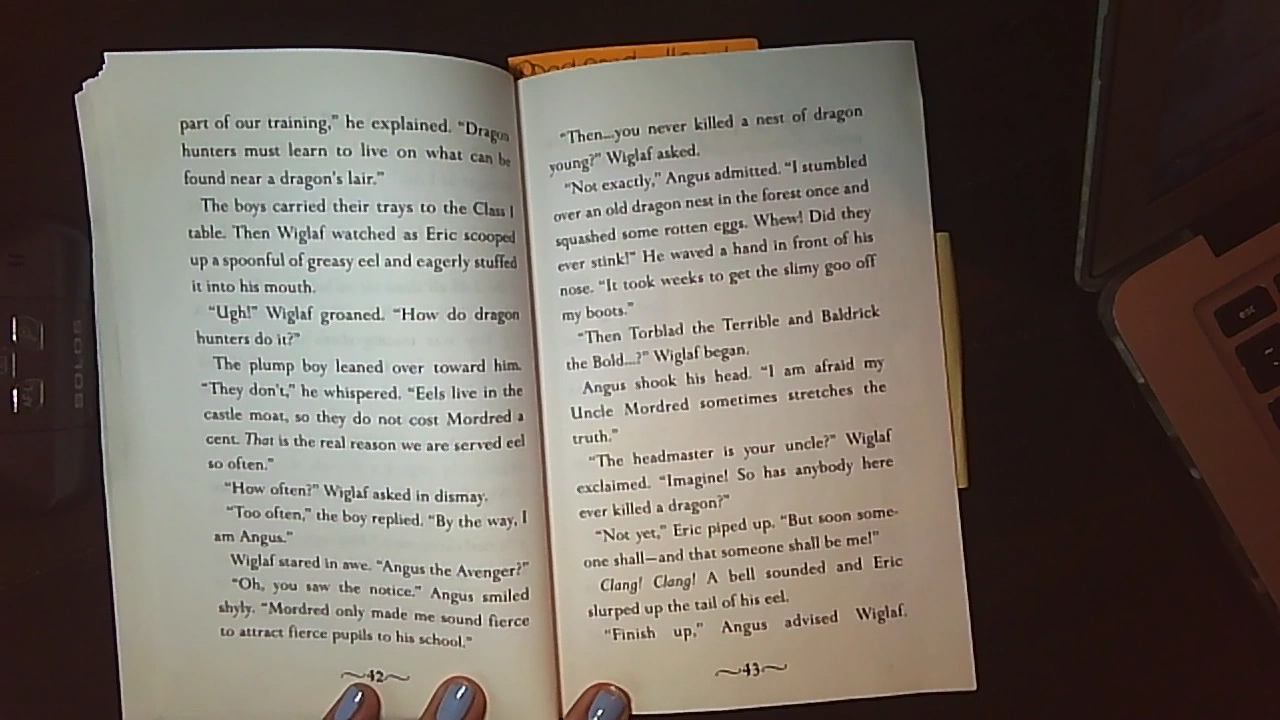 part of our training," he explained. "Dragon
hunters must learn to live on what can be
found near a dragon's lair."
The boys carried their trays to the Class I
table. Then Wiglaf watched as Eric scooped
up a spoonful of greasy eel and eagerly stuffed
it into his mouth.
"Ugh!" Wiglaf groaned. "How do dragon
hunters do it?"
The plump boy leaned over toward him.
"They don't," he whispered. "Eels live in the
castle moat, so they do not cost Mordred a
cent. That is the real reason we are served eel
so often."
"How often?" Wiglaf asked in dismay.
"Too often," the boy replied. "By the way, I
am Angus."
Wiglaf stared in awe. "Angus the Avenger?"
"Oh, you saw the notice." Angus smiled
shyly. "Mordred only made me sound fierce
to attract fierce pupils to his school."
~42~
"Then...you never killed a nest of dragon
young?" Wiglaf asked.
"Not exactly," Angus admitted. "I stumbled
over an old dragon nest in the forest once and
squashed some rotten eggs. Whew! Did they
ever stink!" He waved a hand in front of his
nose. "It took weeks to get the slimy goo off
my boots."
"Then Torblad the Terrible and Baldrick
the Bold...?" Wiglaf began.
Angus shook his head. "I am afraid my
Uncle Mordred sometimes stretches the
truth."
"The headmaster is your uncle?" Wiglaf
exclaimed. "Imagine! So has anybody here
ever killed a dragon?"
"Not yet," Eric piped up. "But soon some-
one shall—and that someone shall be me!"
Clang! Clang! A bell sounded and Eric
slurped up the tail of his eel.
"Finish up," Angus advised Wiglaf.
~43~
esc
SOLOS